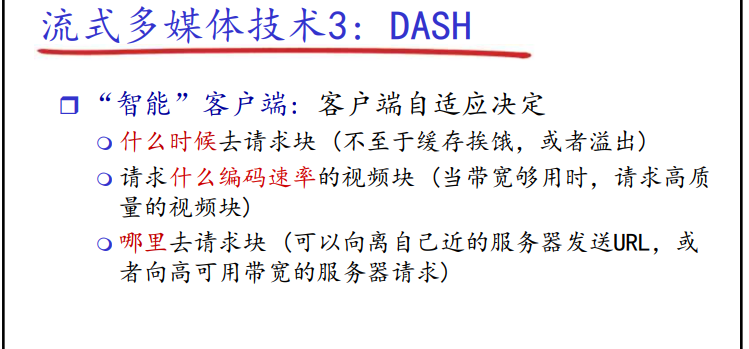 流式多媒体技术3：DASH
“智能”客户端：客户端自适应决定
什么时候去请求块（不至于缓存挨饿，或者溢出）
请求什么编码速率的视频块（当带宽够用时，请求高质
量的视频块）
哪里去请求块（可以向离自己近的服务器发送URL，或
者向高可用带宽的服务器请求）